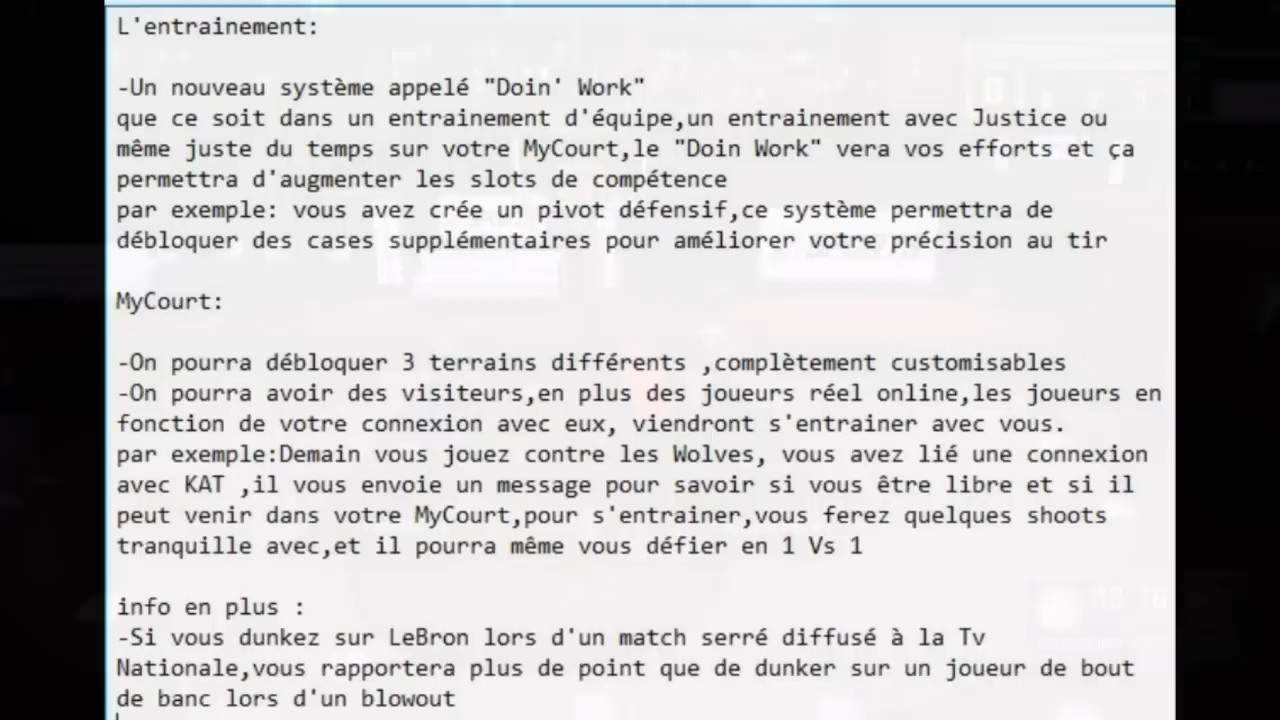 L'entrainement:
-Un nouveau système appelé "Doin' Work"
que ce soit dans un entrainement d'équipe,un entrainement avec Justice ou
même juste du temps sur votre MyCourt,le "Doin Work" vera vos efforts et ça
permettra d'augmenter les slots de compétence
par exemple: vous avez crée un pivot défensif,ce système permettra de
débloquer des cases supplémentaires pour améliorer votre précision au tir
MyCourt:
-On pourra débloquer 3 terrains différents ,complètement customisables
-On pourra avoir des visiteurs,en plus des joueurs réel online,les joueurs en
fonction de votre connexion avec eux, viendront s'entrainer avec vous.
par exemple:Demain vous jouez contre les Wolves, vous avez lié une connexion
avec KAT ,il vous envoie un message pour savoir si vous être libre et si il
peut venir dans votre MyCourt,pour s'entrainer,vous ferez quelques shoots
tranquille avec,et il pourra même vous défier en 1 Vs 1
info en plus :
-Si vous dunkez sur LeBron lors d'un match serré diffusé à la Tv
Nationale,vous rapportera plus de point que de dunker sur un joueur de bout
de banc lors d'un blowout